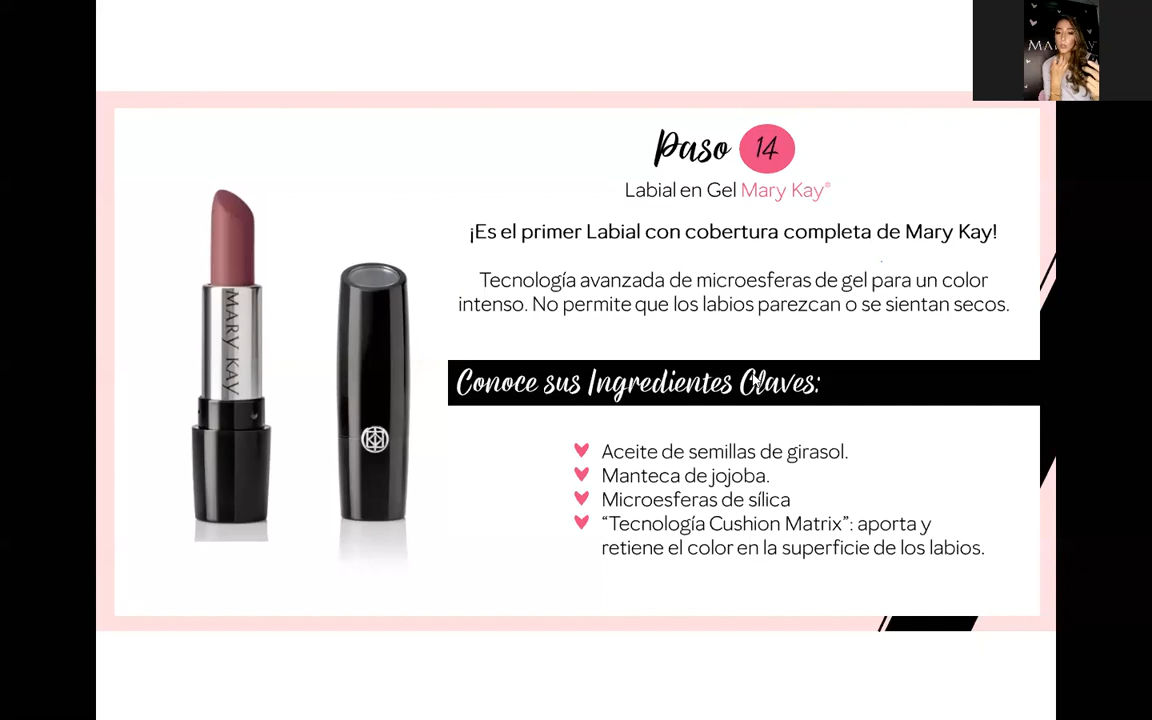 Paso 14
Labial en Gel Mary Kay®
¡Es el primer Labial con cobertura completa de Mary Kay!
Tecnología avanzada de microesferas de gel para un color
intenso. No permite que los labios parezcan o se sientan secos.
MARY KAY
Conoce sus Ingredientes Claves:
Aceite de semillas de girasol.
Manteca de jojoba.
Microesferas de sílica
“Tecnología Cushion Matrix”: aporta y
retiene el color en la superficie de los labios.